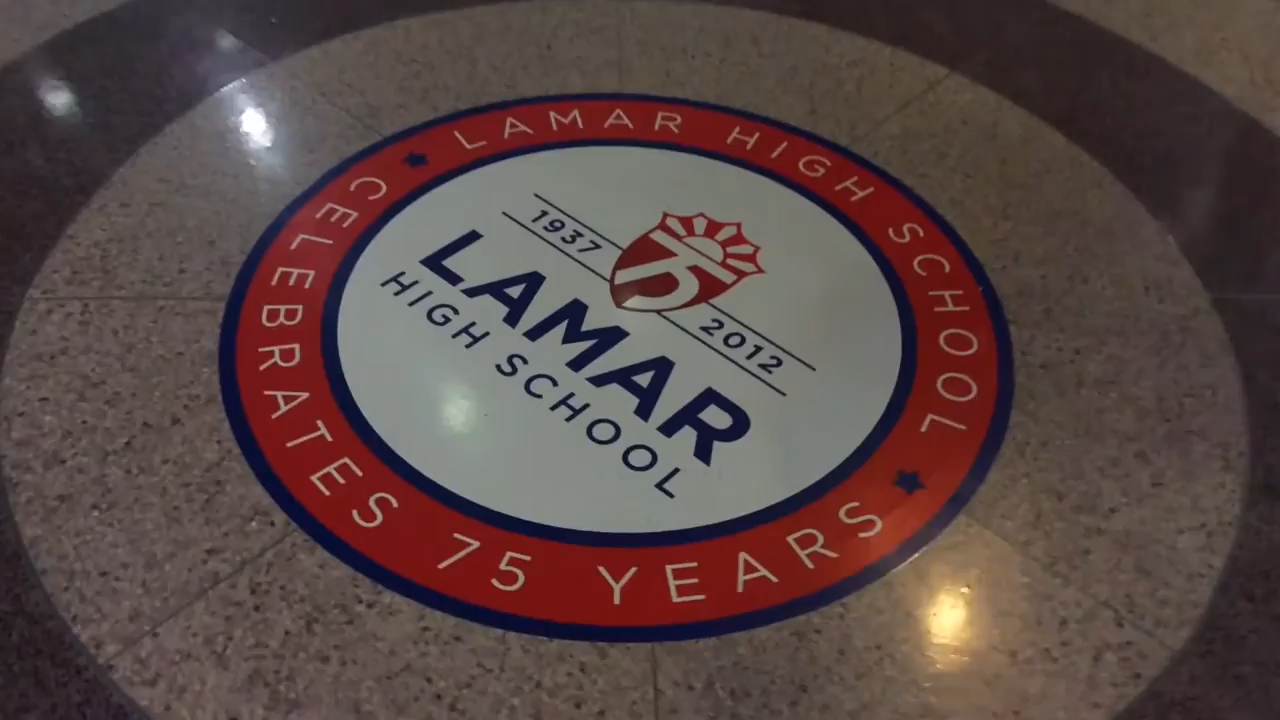 LAMAR HIGH SCHOOL
1937 75 2012
LAMAR
HIGH SCHOOL
CELEBRATES 75 YEARS